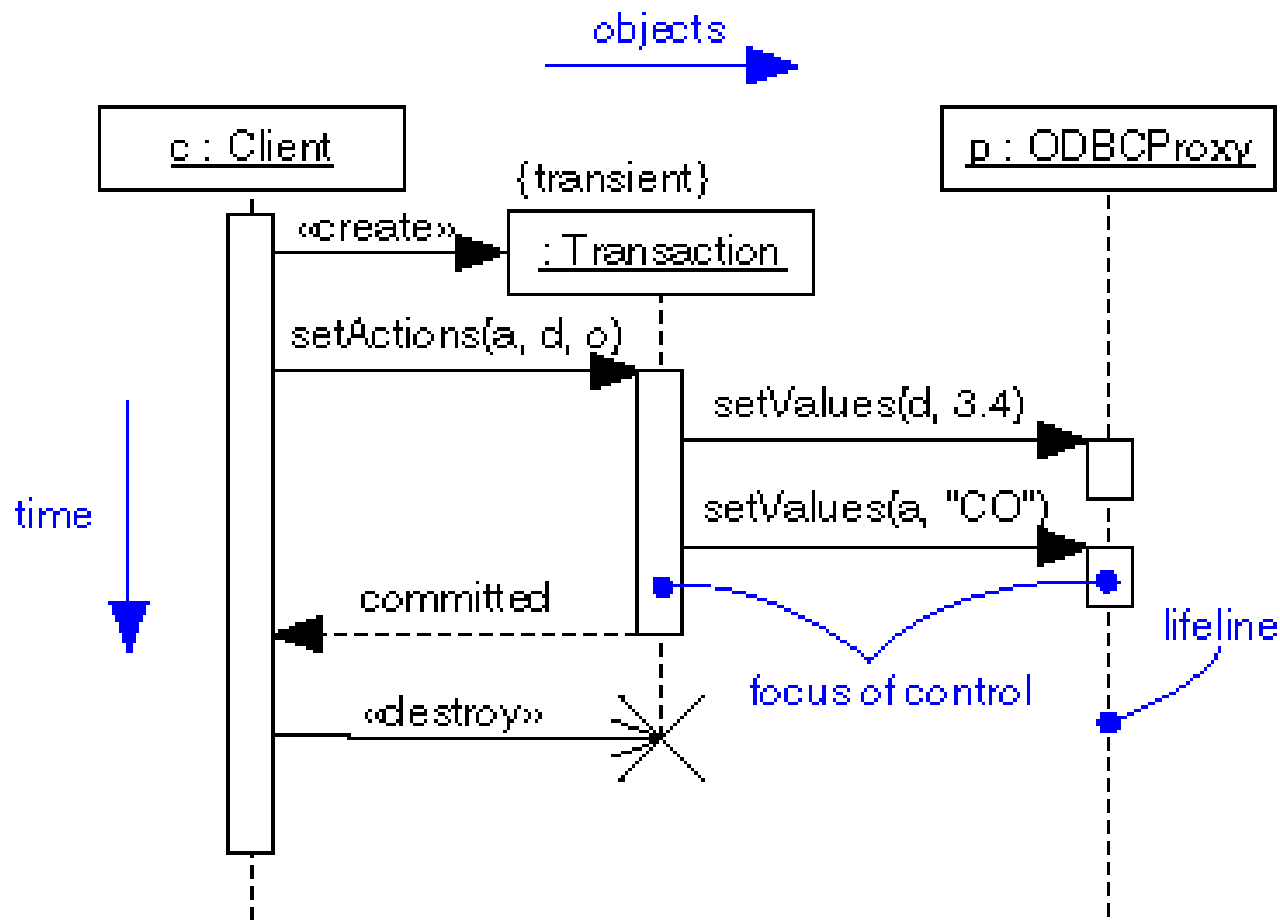 objects
c : Client
p : ODBCProxy
{transient}
«create»
: Transaction
setActions(a, d, o)
setValues(d, 3.4)
time
setValues(a, "CO")
committed
lifeline
focus of control
«destroy»